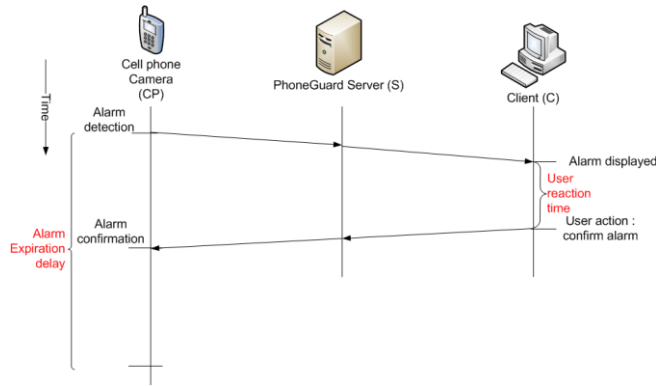 Cell phone
Camera
(CP)
PhoneGuard Server (S)
Client (C)
Time
Alarm
detection
Alarm displayed
User
reaction
time
User action :
confirm alarm
Alarm
confirmation
Alarm
Expiration
delay